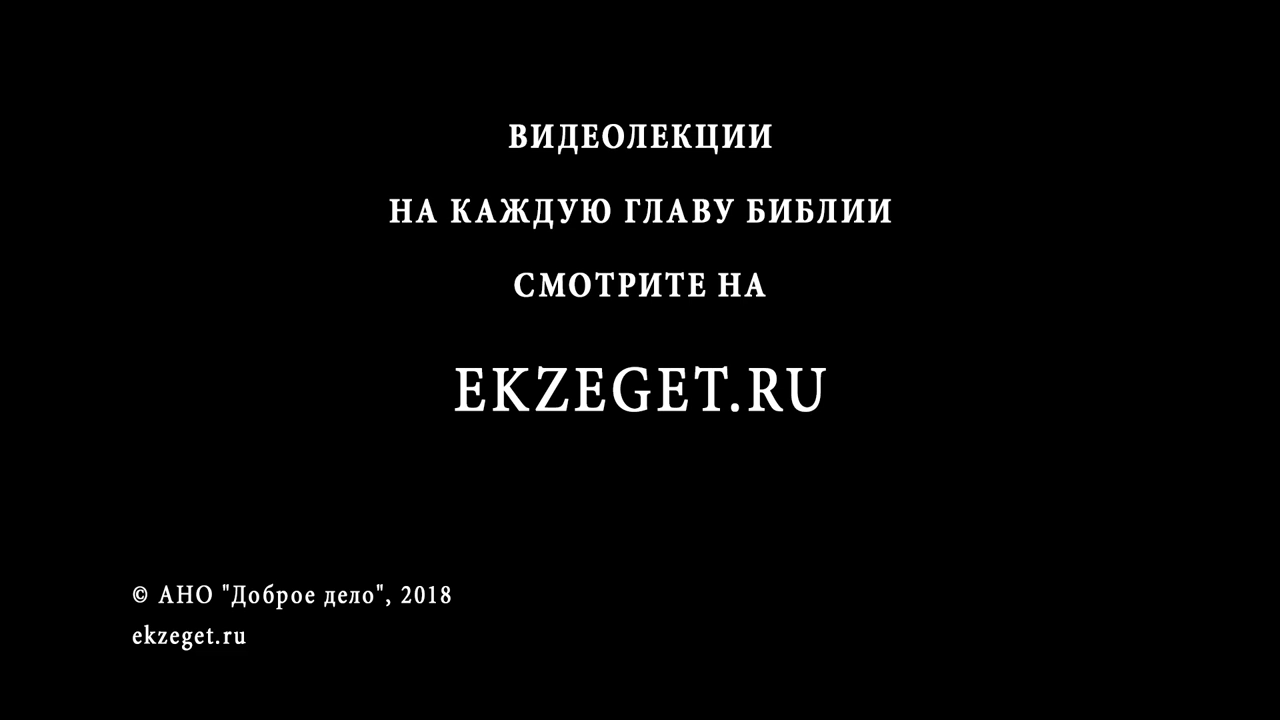 ВИДЕОЛЕКЦИИ
НА КАЖДУЮ ГЛАВУ БИБЛИИ
СМОТРИТЕ НА
EKZEGET.RU
© АНО "Доброе дело", 2018
ekzeget.ru